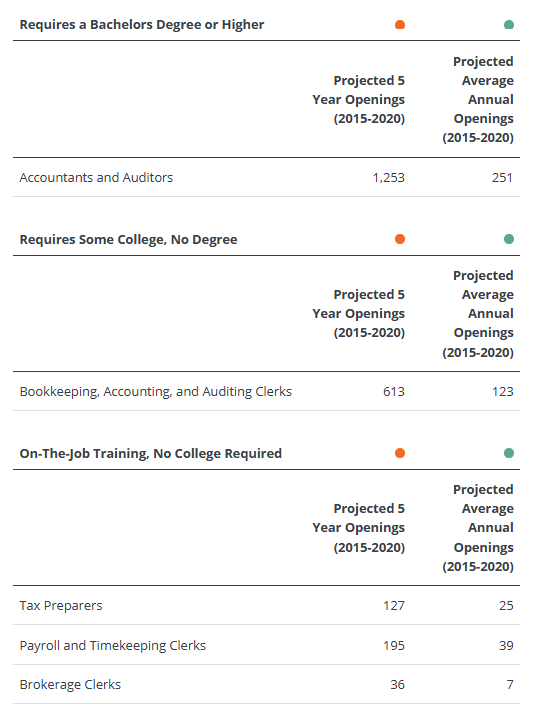 Requires a Bachelors Degree or Higher
Projected 5 Year Openings (2015-2020)
Projected Average Annual Openings (2015-2020)
Accountants and Auditors 1,253 251
Requires Some College, No Degree
Projected 5 Year Openings (2015-2020)
Projected Average Annual Openings (2015-2020)
Bookkeeping, Accounting, and Auditing Clerks 613 123
On-The-Job Training, No College Required
Projected 5 Year Openings (2015-2020)
Projected Average Annual Openings (2015-2020)
Tax Preparers 127 25
Payroll and Timekeeping Clerks 195 39
Brokerage Clerks 36 7